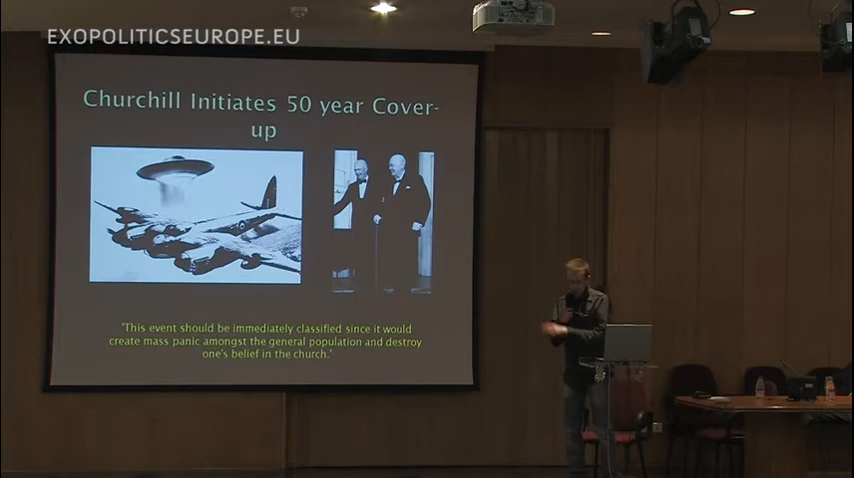 EXOPOLITICSEUROPE.EU
Churchill Initiates 50 year Cover-
up
'This event should be immediately classified since it would
create mass panic amongst the general population and destroy
one's belief in the church.'